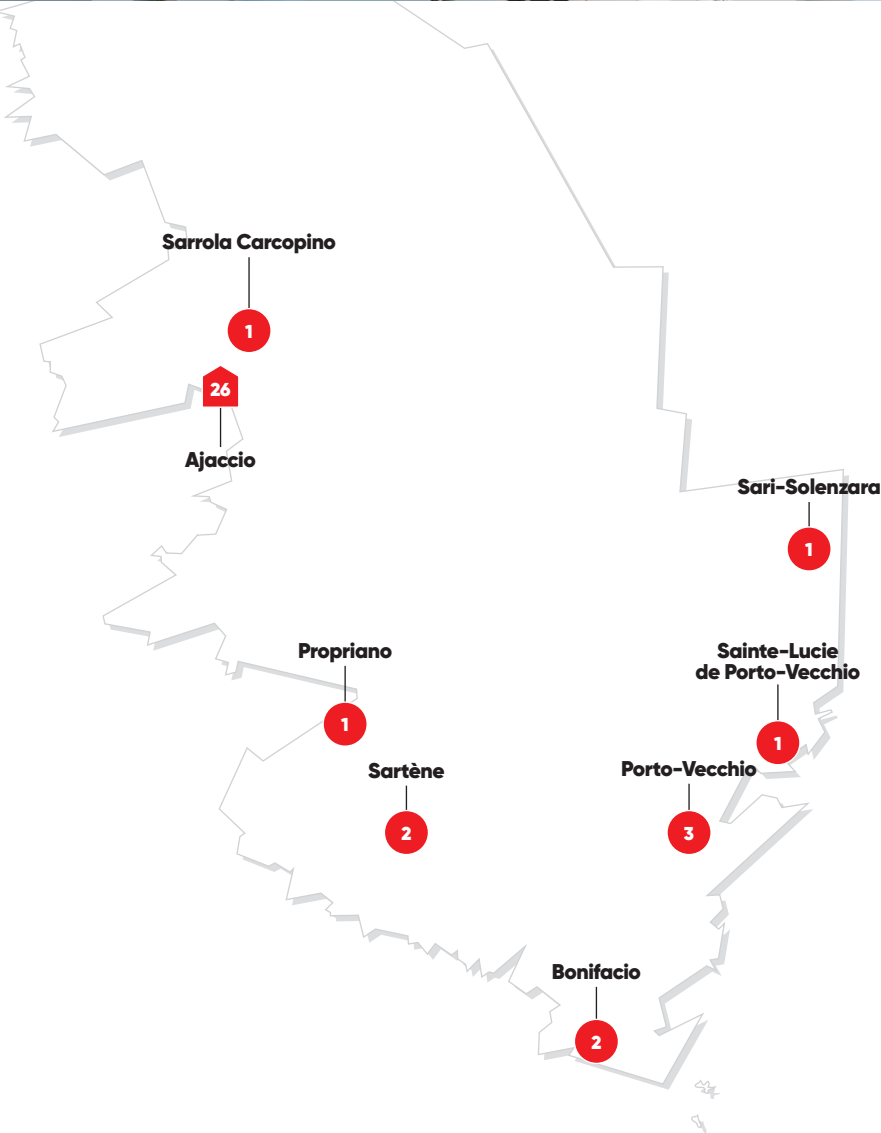 Sarrola Carcopino
1
26
Ajaccio
Sari-Solenzara
1
Propriano
1
Sainte-Lucie
de Porto-Vecchio
1
Sartène
2
Porto-Vecchio
3
Bonifacio
2